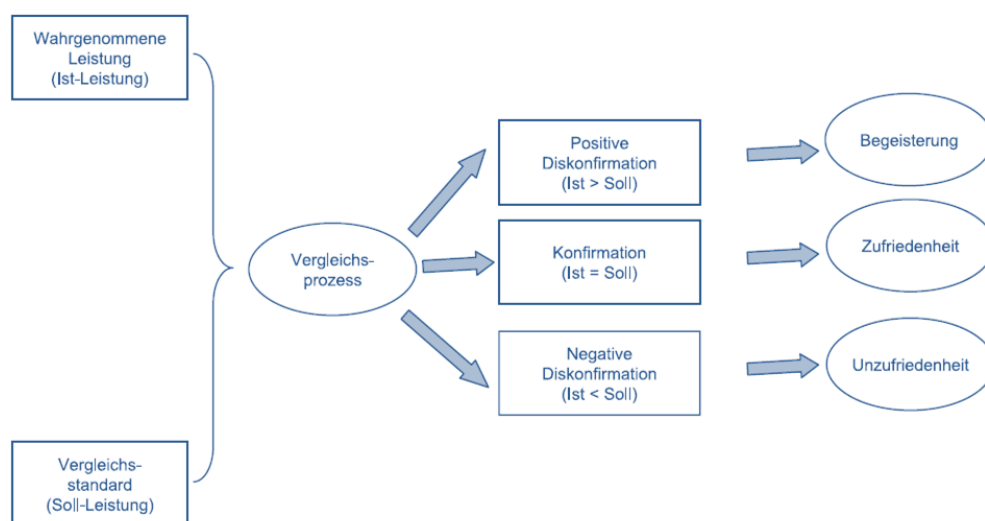 Wahrgenommene
Leistung
(Ist-Leistung)
Positive
Diskonfirmation
(Ist > Soll)
Begeisterung
Vergleichs-
prozess
Konfirmation
(Ist = Soll)
Zufriedenheit
Negative
Diskonfirmation
(Ist < Soll)
Unzufriedenheit
Vergleichs-
standard
(Soll-Leistung)